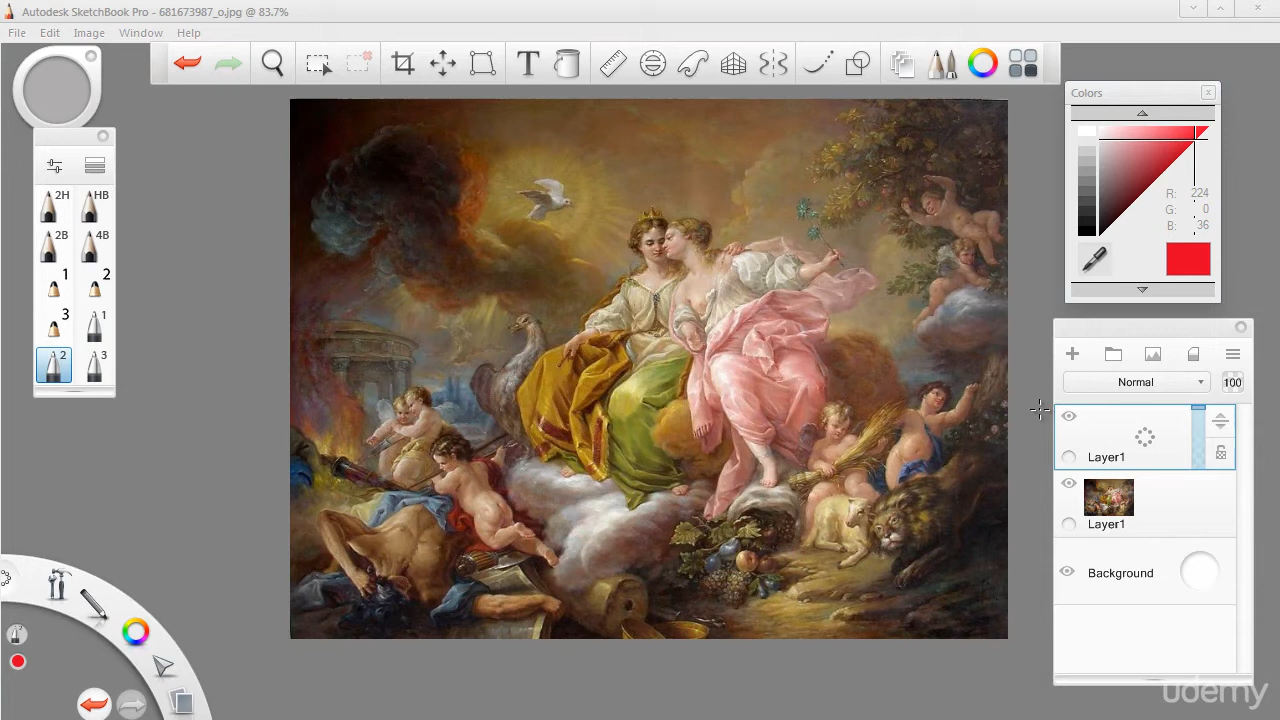 Autodesk SketchBook Pro - 681673987_o.jpg @ 83.7%
File Edit Image Window Help
Colors
2H HB
2B 4B
1 2
3 1
2 3
R: 224
G: 0
B: 36
Normal 100
Layer1
Layer1
Background
udemy